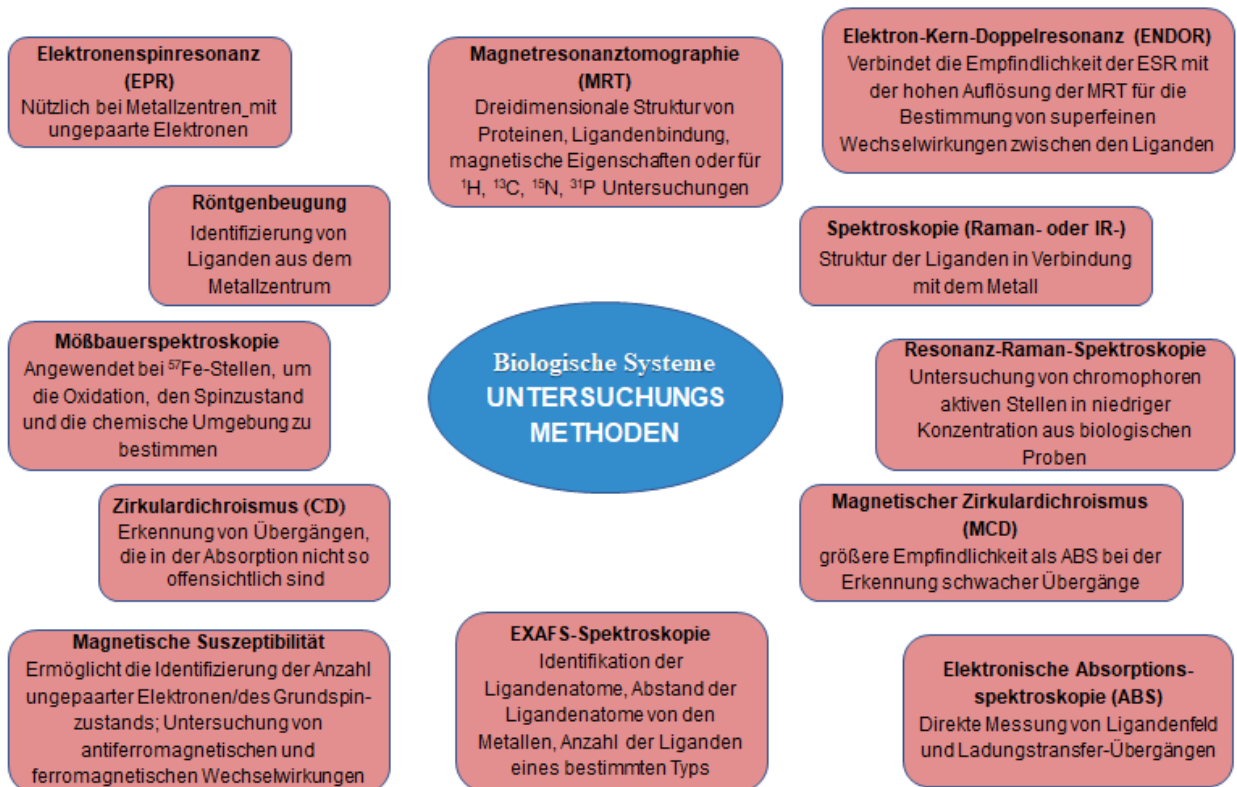 Elektronenspinresonanz
(EPR)
Nützlich bei Metallzentren_mit
ungepaarte Elektronen
Magnetresonanztomographie
(MRT)
Dreidimensionale Struktur von
Proteinen, Ligandenbindung,
magnetische Eigenschaften oder für
¹H, ¹³C, ¹⁵N, ³¹P Untersuchungen
Elektron-Kern-Doppelresonanz (ENDOR)
Verbindet die Empfindlichkeit der ESR mit
der hohen Auflösung der MRT für die
Bestimmung von superfeinen
Wechselwirkungen zwischen den Liganden
Röntgenbeugung
Identifizierung von
Liganden aus dem
Metallzentrum
Spektroskopie (Raman- oder IR-)
Struktur der Liganden in Verbindung
mit dem Metall
Mößbauerspektroskopie
Angewendet bei ⁵⁷Fe-Stellen, um
die Oxidation, den Spinzustand
und die chemische Umgebung zu
bestimmen
Biologische Systeme
UNTERSUCHUNGS
METHODEN
Resonanz-Raman-Spektroskopie
Untersuchung von chromophoren
aktiven Stellen in niedriger
Konzentration aus biologischen
Proben
Zirkulardichroismus (CD)
Erkennung von Übergängen,
die in der Absorption nicht so
offensichtlich sind
Magnetischer Zirkulardichroismus
(MCD)
größere Empfindlichkeit als ABS bei der
Erkennung schwacher Übergänge
Magnetische Suszeptibilität
Ermöglicht die Identifizierung der Anzahl
ungepaarter Elektronen/des Grundspin-
zustands; Untersuchung von
antiferromagnetischen und
ferromagnetischen Wechselwirkungen
EXAFS-Spektroskopie
Identifikation der
Ligandenatome, Abstand der
Ligandenatome von den
Metallen, Anzahl der Liganden
eines bestimmten Typs
Elektronische Absorptions-
spektroskopie (ABS)
Direkte Messung von Ligandenfeld
und Ladungstransfer-Übergängen